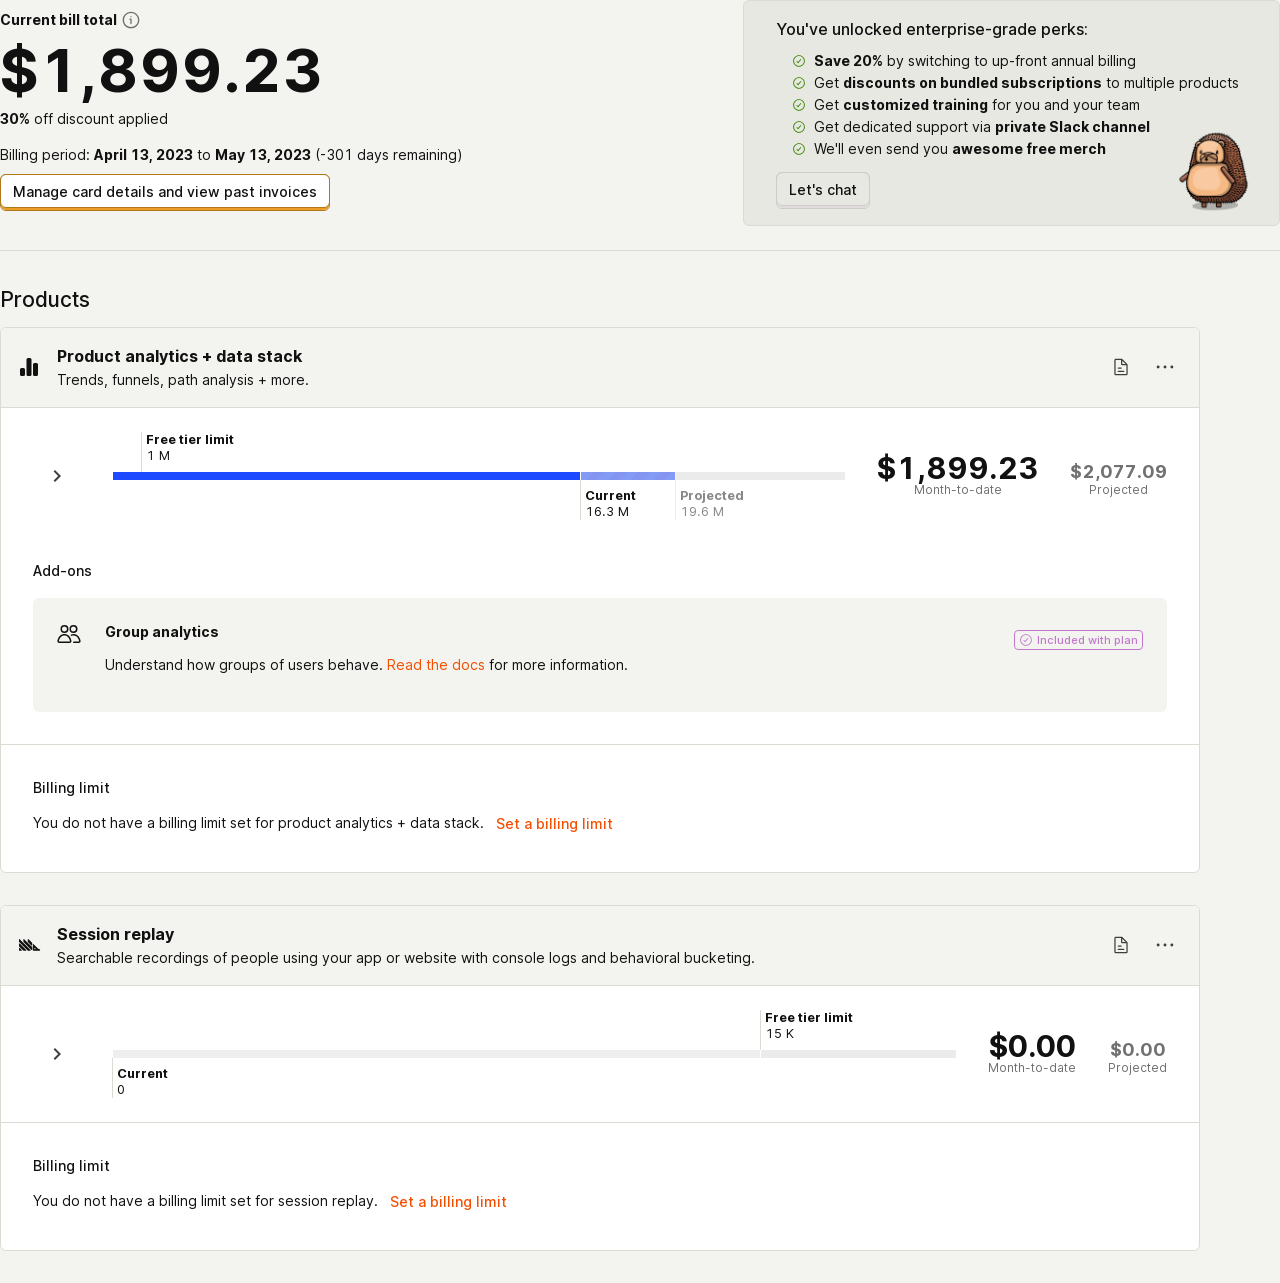 Current bill total
$1,899.23
30% off discount applied
Billing period: April 13, 2023 to May 13, 2023 (-301 days remaining)
Manage card details and view past invoices
You've unlocked enterprise-grade perks:
Save 20% by switching to up-front annual billing
Get discounts on bundled subscriptions to multiple products
Get customized training for you and your team
Get dedicated support via private Slack channel
We'll even send you awesome free merch
Let's chat
Products
Product analytics + data stack
Trends, funnels, path analysis + more.
Free tier limit
1 M
Current
16.3 M
Projected
19.6 M
$1,899.23
Month-to-date
$2,077.09
Projected
Add-ons
Group analytics
Included with plan
Understand how groups of users behave. Read the docs for more information.
Billing limit
You do not have a billing limit set for product analytics + data stack. Set a billing limit
Session replay
Searchable recordings of people using your app or website with console logs and behavioral bucketing.
Free tier limit
15 K
Current
0
$0.00
Month-to-date
$0.00
Projected
Billing limit
You do not have a billing limit set for session replay. Set a billing limit